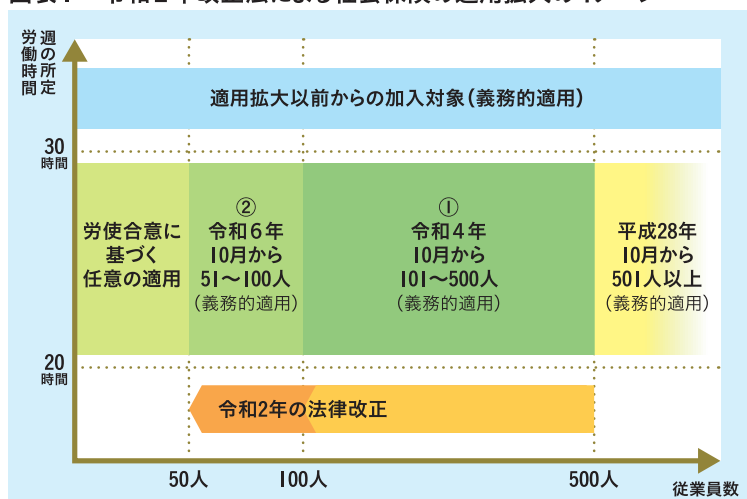 週の所定
労働時間
適用拡大以前からの加入対象(義務的適用)
30
時間
労使合意に
基づく
任意の適用
②
令和6年
10月から
51～100人
(義務的適用)
①
令和4年
10月から
101～500人
(義務的適用)
平成28年
10月から
501人以上
(義務的適用)
20
時間
令和2年の法律改正
50人
100人
500人
従業員数